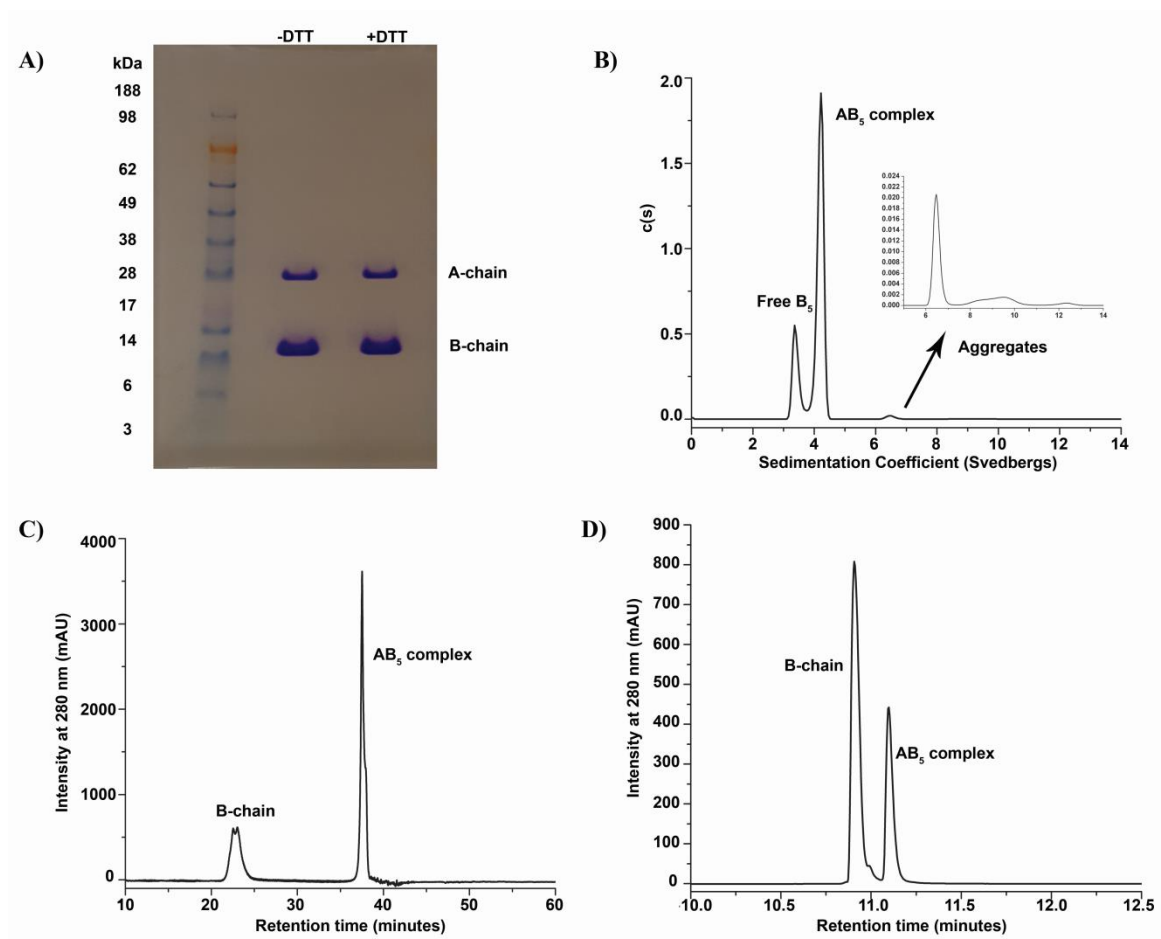 A)
-DTT +DTT
kDa
188
98
62
49
38
28
17
14
6
3
A-chain
B-chain
B)
2.0
1.5
1.0
0.5
0.0
c(s)
0 2 4 6 8 10 12 14
Sedimentation Coefficient (Svedbergs)
Free B₅
AB₅ complex
Aggregates
0.024
0.022
0.020
0.018
0.016
0.014
0.012
0.010
0.008
0.006
0.004
0.002
0.000
6 8 10 12 14
C)
4000
3000
2000
1000
0
Intensity at 280 nm (mAU)
B-chain
AB₅ complex
10 20 30 40 50 60
Retention time (minutes)
D)
900
800
700
600
500
400
300
200
100
0
Intensity at 280 nm (mAU)
B-chain
AB₅ complex
10.0 10.5 11.0 11.5 12.0 12.5
Retention time (minutes)